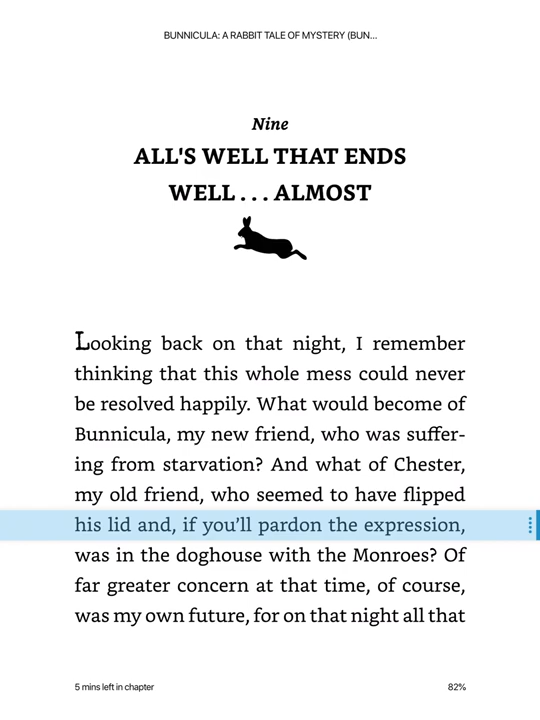 BUNNICULA: A RABBIT TALE OF MYSTERY (BUN...
Nine
ALL'S WELL THAT ENDS
WELL . . . ALMOST
Looking back on that night, I remember
thinking that this whole mess could never
be resolved happily. What would become of
Bunnicula, my new friend, who was suffer-
ing from starvation? And what of Chester,
my old friend, who seemed to have flipped
his lid and, if you’ll pardon the expression,
was in the doghouse with the Monroes? Of
far greater concern at that time, of course,
was my own future, for on that night all that
5 mins left in chapter
82%